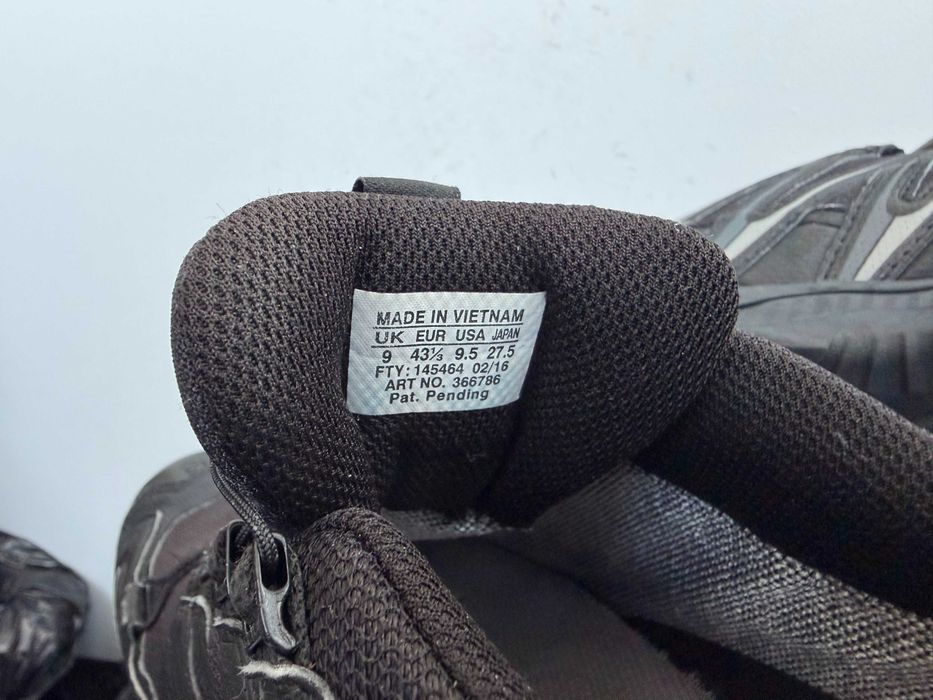 MADE IN VIETNAM
UK EUR USA JAPAN
9 43⅓ 9.5 27.5
FTY: 145464 02/16
ART NO. 366786
Pat. Pending